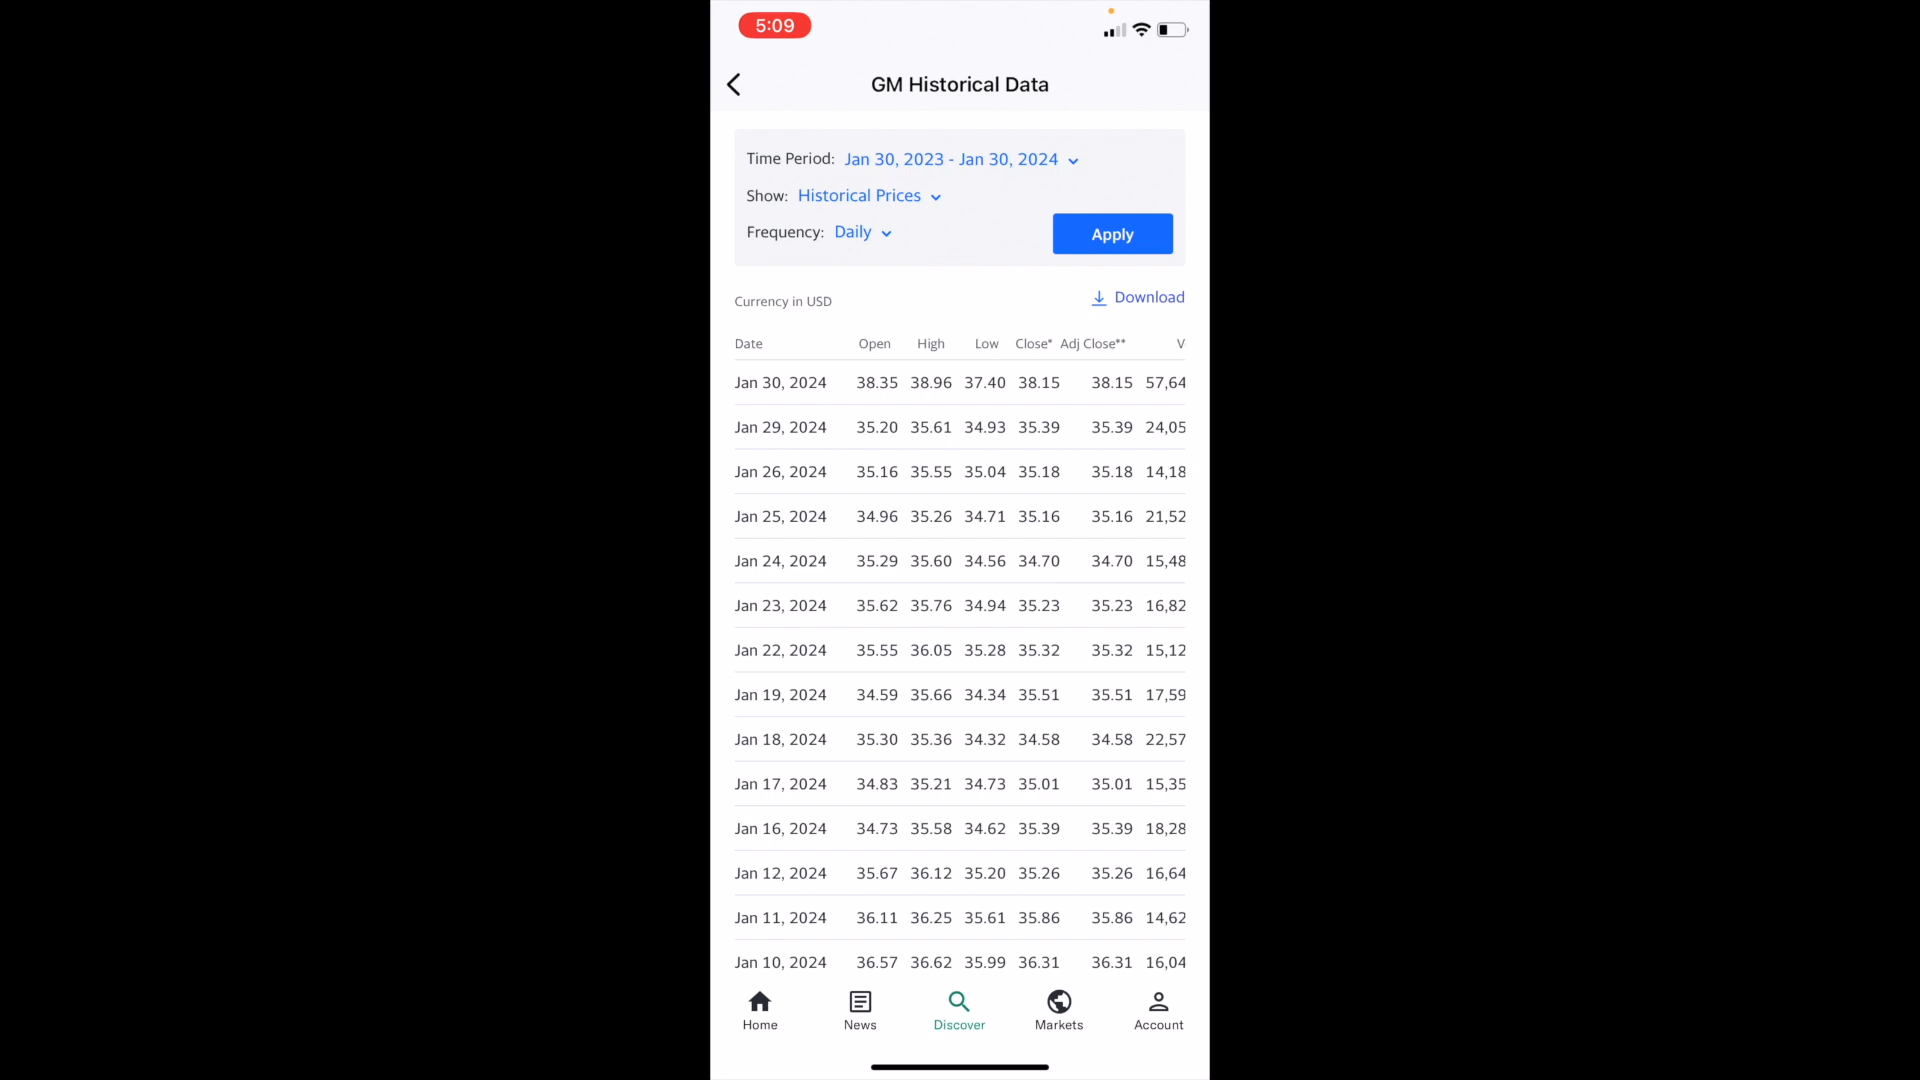 5:09
GM Historical Data
Time Period: Jan 30, 2023 - Jan 30, 2024
Show: Historical Prices
Frequency: Daily
Apply
Currency in USD Download
Date Open High Low Close* Adj Close** V
Jan 30, 2024 38.35 38.96 37.40 38.15 38.15 57,64
Jan 29, 2024 35.20 35.61 34.93 35.39 35.39 24,05
Jan 26, 2024 35.16 35.55 35.04 35.18 35.18 14,18
Jan 25, 2024 34.96 35.26 34.71 35.16 35.16 21,52
Jan 24, 2024 35.29 35.60 34.56 34.70 34.70 15,48
Jan 23, 2024 35.62 35.76 34.94 35.23 35.23 16,82
Jan 22, 2024 35.55 36.05 35.28 35.32 35.32 15,12
Jan 19, 2024 34.59 35.66 34.34 35.51 35.51 17,59
Jan 18, 2024 35.30 35.36 34.32 34.58 34.58 22,57
Jan 17, 2024 34.83 35.21 34.73 35.01 35.01 15,35
Jan 16, 2024 34.73 35.58 34.62 35.39 35.39 18,28
Jan 12, 2024 35.67 36.12 35.20 35.26 35.26 16,64
Jan 11, 2024 36.11 36.25 35.61 35.86 35.86 14,62
Jan 10, 2024 36.57 36.62 35.99 36.31 36.31 16,04
Home News Discover Markets Account